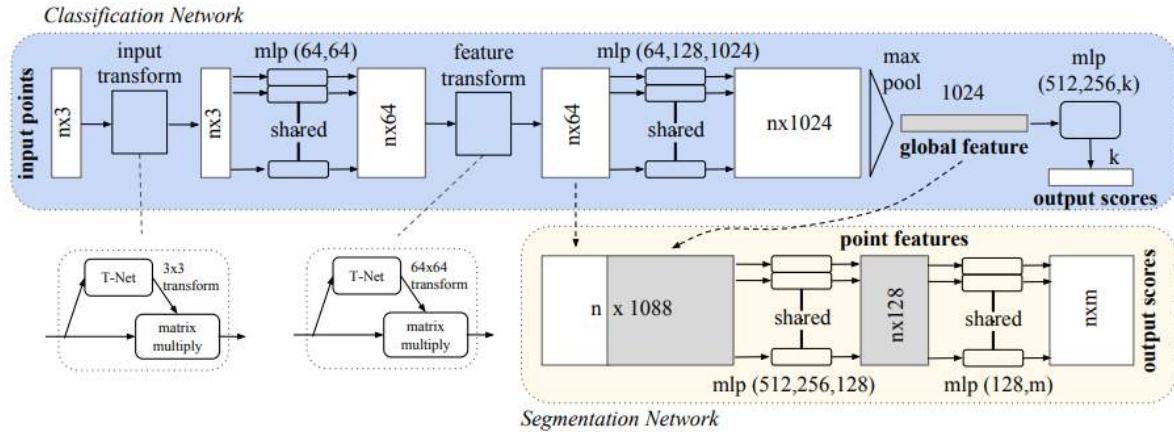 Classification Network
input points
nx3
input
transform
nx3
mlp (64,64)
shared
nx64
feature
transform
nx64
mlp (64,128,1024)
shared
nx1024
max
pool
1024
global feature
mlp
(512,256,k)
k
output scores
T-Net
3x3
transform
matrix
multiply
T-Net
64x64
transform
matrix
multiply
point features
n x 1088
shared
mlp (512,256,128)
nx128
shared
mlp (128,m)
nxm
output scores
Segmentation Network